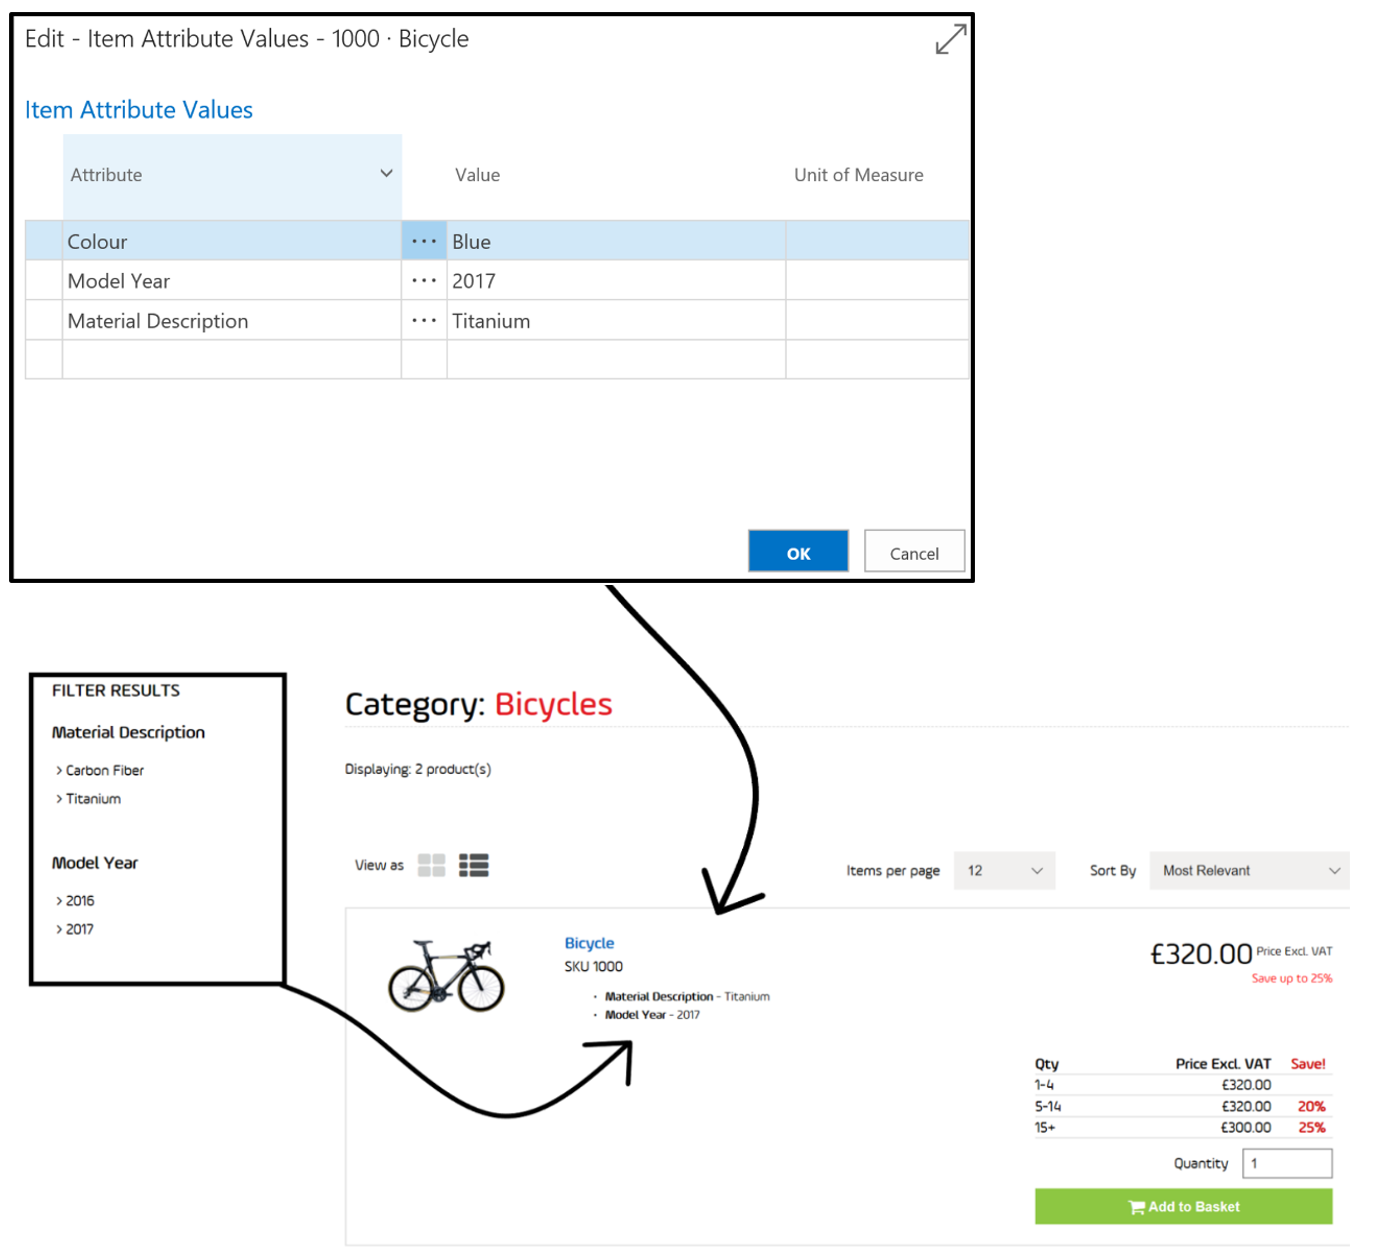 Edit - Item Attribute Values - 1000 · Bicycle
Item Attribute Values
Attribute Value Unit of Measure
Colour ··· Blue
Model Year ··· 2017
Material Description ··· Titanium
OK Cancel
FILTER RESULTS
Material Description
> Carbon Fiber
> Titanium
Model Year
> 2016
> 2017
Category: Bicycles
Displaying: 2 product(s)
View as Items per page 12 Sort By Most Relevant
Bicycle
SKU 1000
· Material Description - Titanium
· Model Year - 2017
£320.00 Price Excl. VAT
Save up to 25%
Qty Price Excl. VAT Save!
1-4 £320.00
5-14 £320.00 20%
15+ £300.00 25%
Quantity 1
Add to Basket